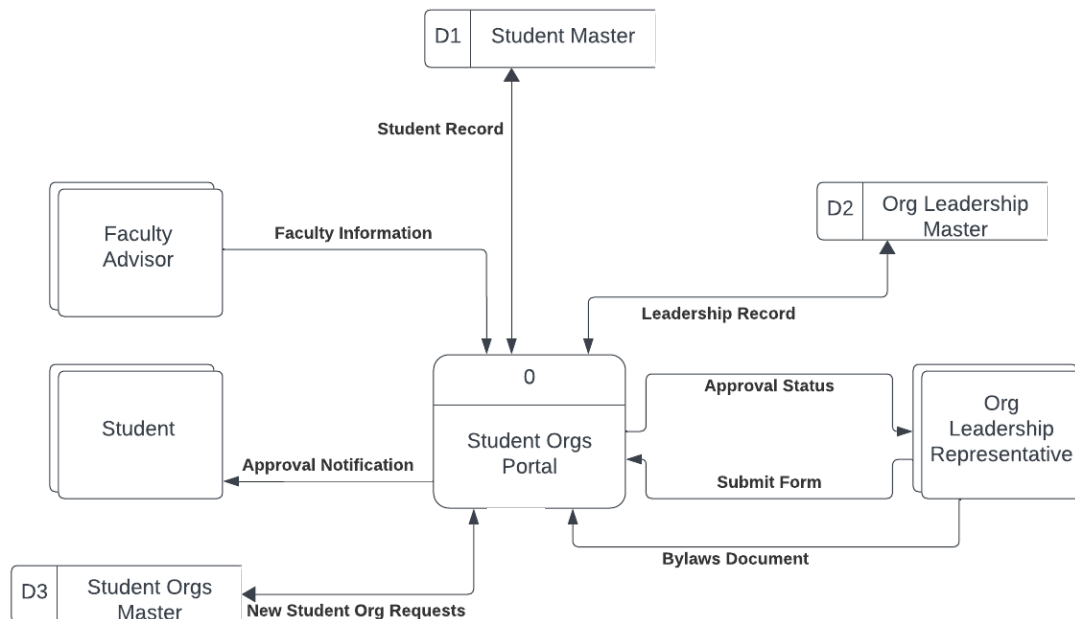 D1
Student Master
Student Record
D2
Org Leadership
Master
Faculty
Advisor
Faculty Information
Leadership Record
0
Student Orgs
Portal
Approval Status
Org
Leadership
Representative
Student
Approval Notification
Submit Form
Bylaws Document
D3
Student Orgs
Master
New Student Org Requests